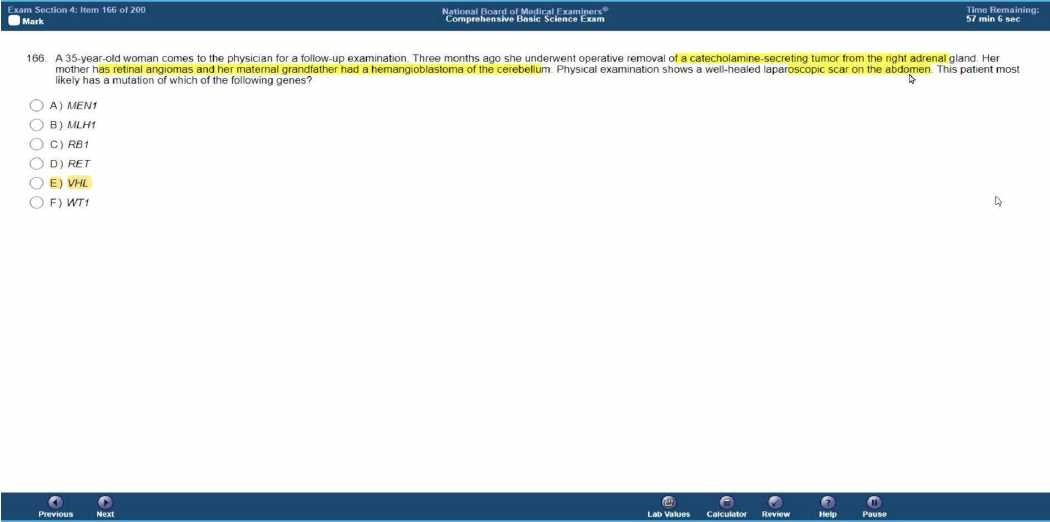 Exam Section 4: Item 166 of 200
National Board of Medical Examiners®
Time Remaining:
Mark
Comprehensive Basic Science Exam
57 min 6 sec
166. A 35-year-old woman comes to the physician for a follow-up examination. Three months ago she underwent operative removal of a catecholamine-secreting tumor from the right adrenal gland. Her
mother has retinal angiomas and her maternal grandfather had a hemangioblastoma of the cerebellum. Physical examination shows a well-healed laparoscopic scar on the abdomen. This patient most
likely has a mutation of which of the following genes?
A) MEN1
B) MLH1
C) RB1
D) RET
E) VHL
F) WT1
Previous Next Lab Values Calculator Review Help Pause